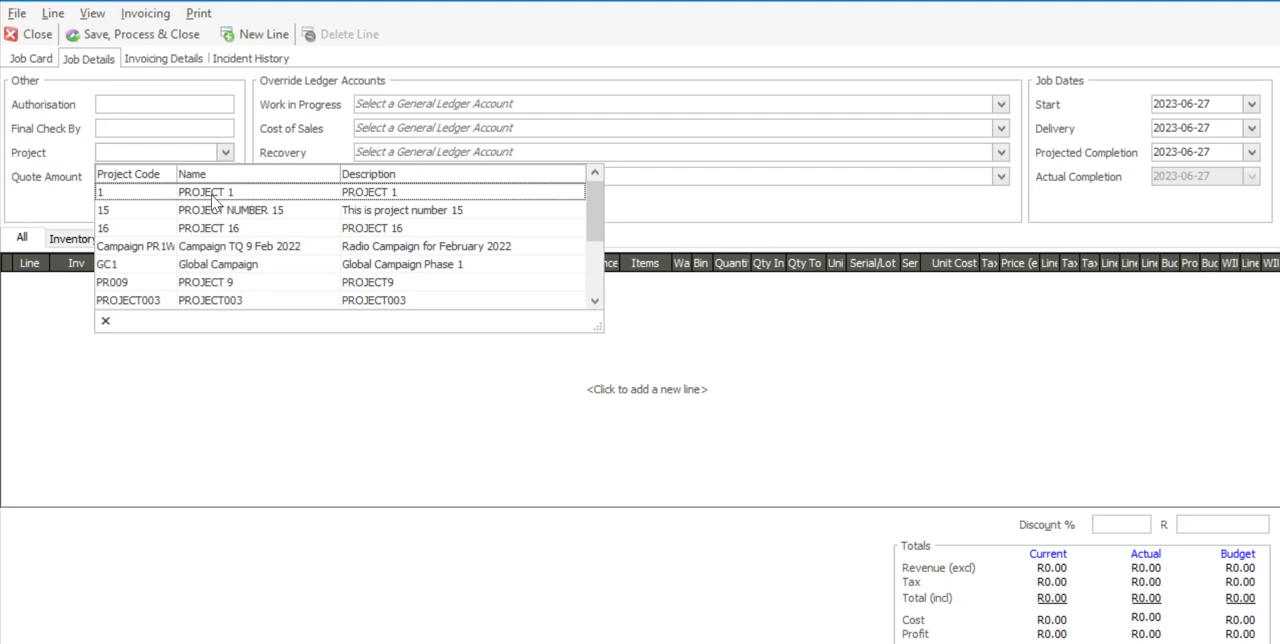 File Line View Invoicing Print
Close Save, Process & Close New Line Delete Line
Job Card Job Details Invoicing Details Incident History
Other Override Ledger Accounts Job Dates
Authorisation Work in Progress Select a General Ledger Account Start 2023-06-27
Final Check By Cost of Sales Select a General Ledger Account Delivery 2023-06-27
Project Recovery Select a General Ledger Account Projected Completion 2023-06-27
Quote Amount Actual Completion 2023-06-27
Project Code Name Description
1 PROJECT 1 PROJECT 1
15 PROJECT NUMBER 15 This is project number 15
16 PROJECT 16 PROJECT 16
Campaign PR1W Campaign TQ 9 Feb 2022 Radio Campaign for February 2022
GC1 Global Campaign Global Campaign Phase 1
PR009 PROJECT 9 PROJECT9
PROJECT003 PROJECT003 PROJECT003
All Inventory
Line Inv nce Items Wa Bin Quanti Qty In Qty To Uni Serial/Lot Ser Unit Cost Tax Price (e Line Tax Tax Line Line Line Buc Pro Buc WII Line WII
<Click to add a new line>
Discount % R
Totals
Current Actual Budget
Revenue (excl) R0.00 R0.00 R0.00
Tax R0.00 R0.00 R0.00
Total (incl) R0.00 R0.00 R0.00
Cost R0.00 R0.00 R0.00
Profit R0.00 R0.00 R0.00